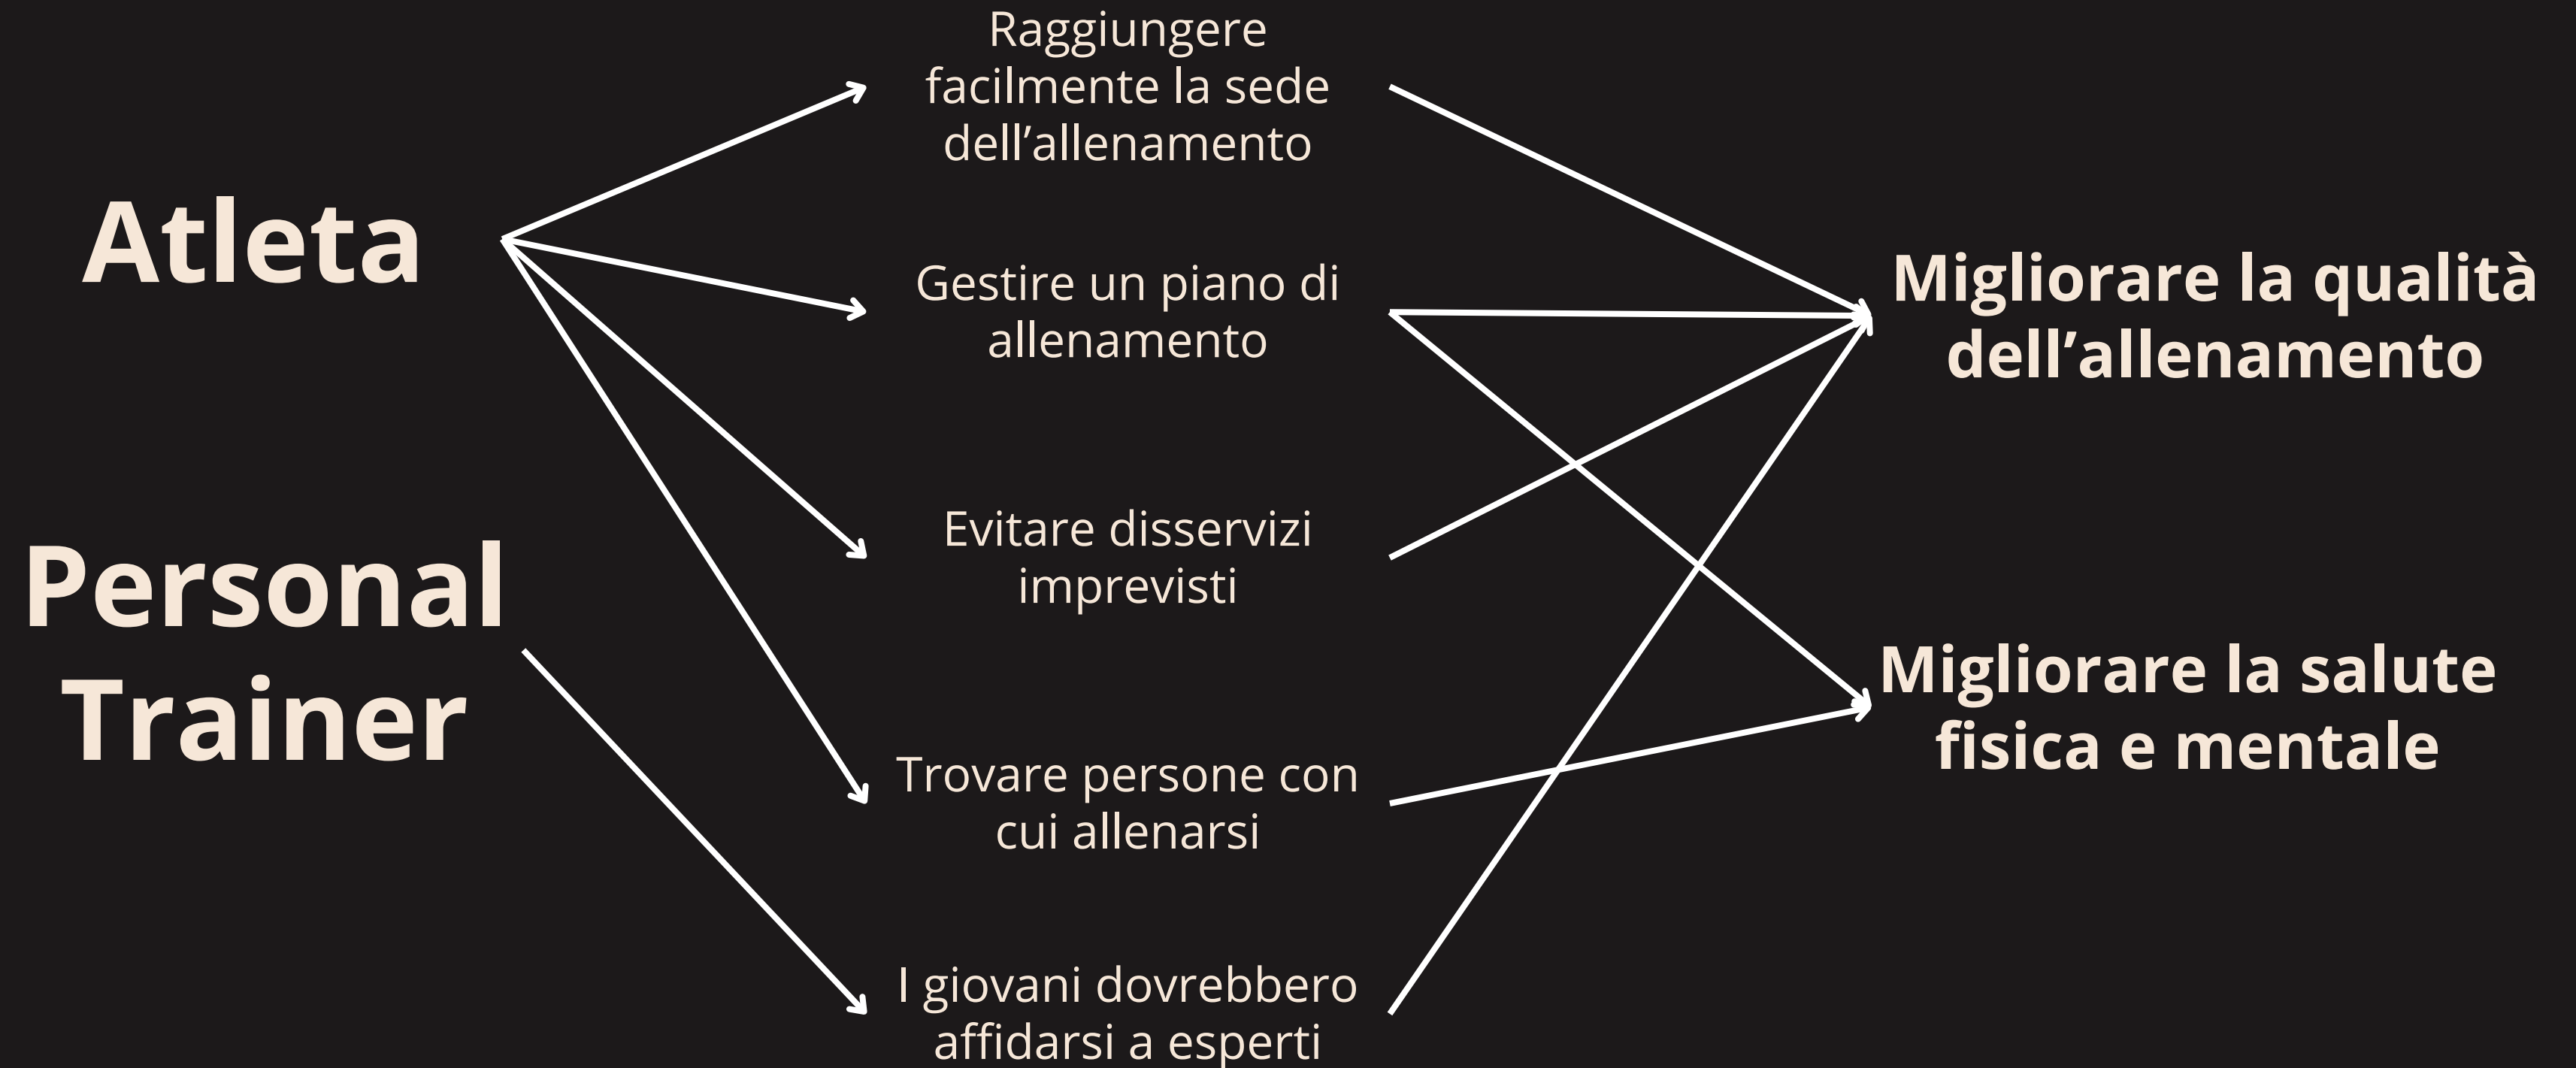 Atleta
Personal
Trainer
Raggiungere
facilmente la sede
dell’allenamento
Gestire un piano di
allenamento
Evitare disservizi
imprevisti
Trovare persone con
cui allenarsi
I giovani dovrebbero
affidarsi a esperti
Migliorare la qualità
dell’allenamento
Migliorare la salute
fisica e mentale